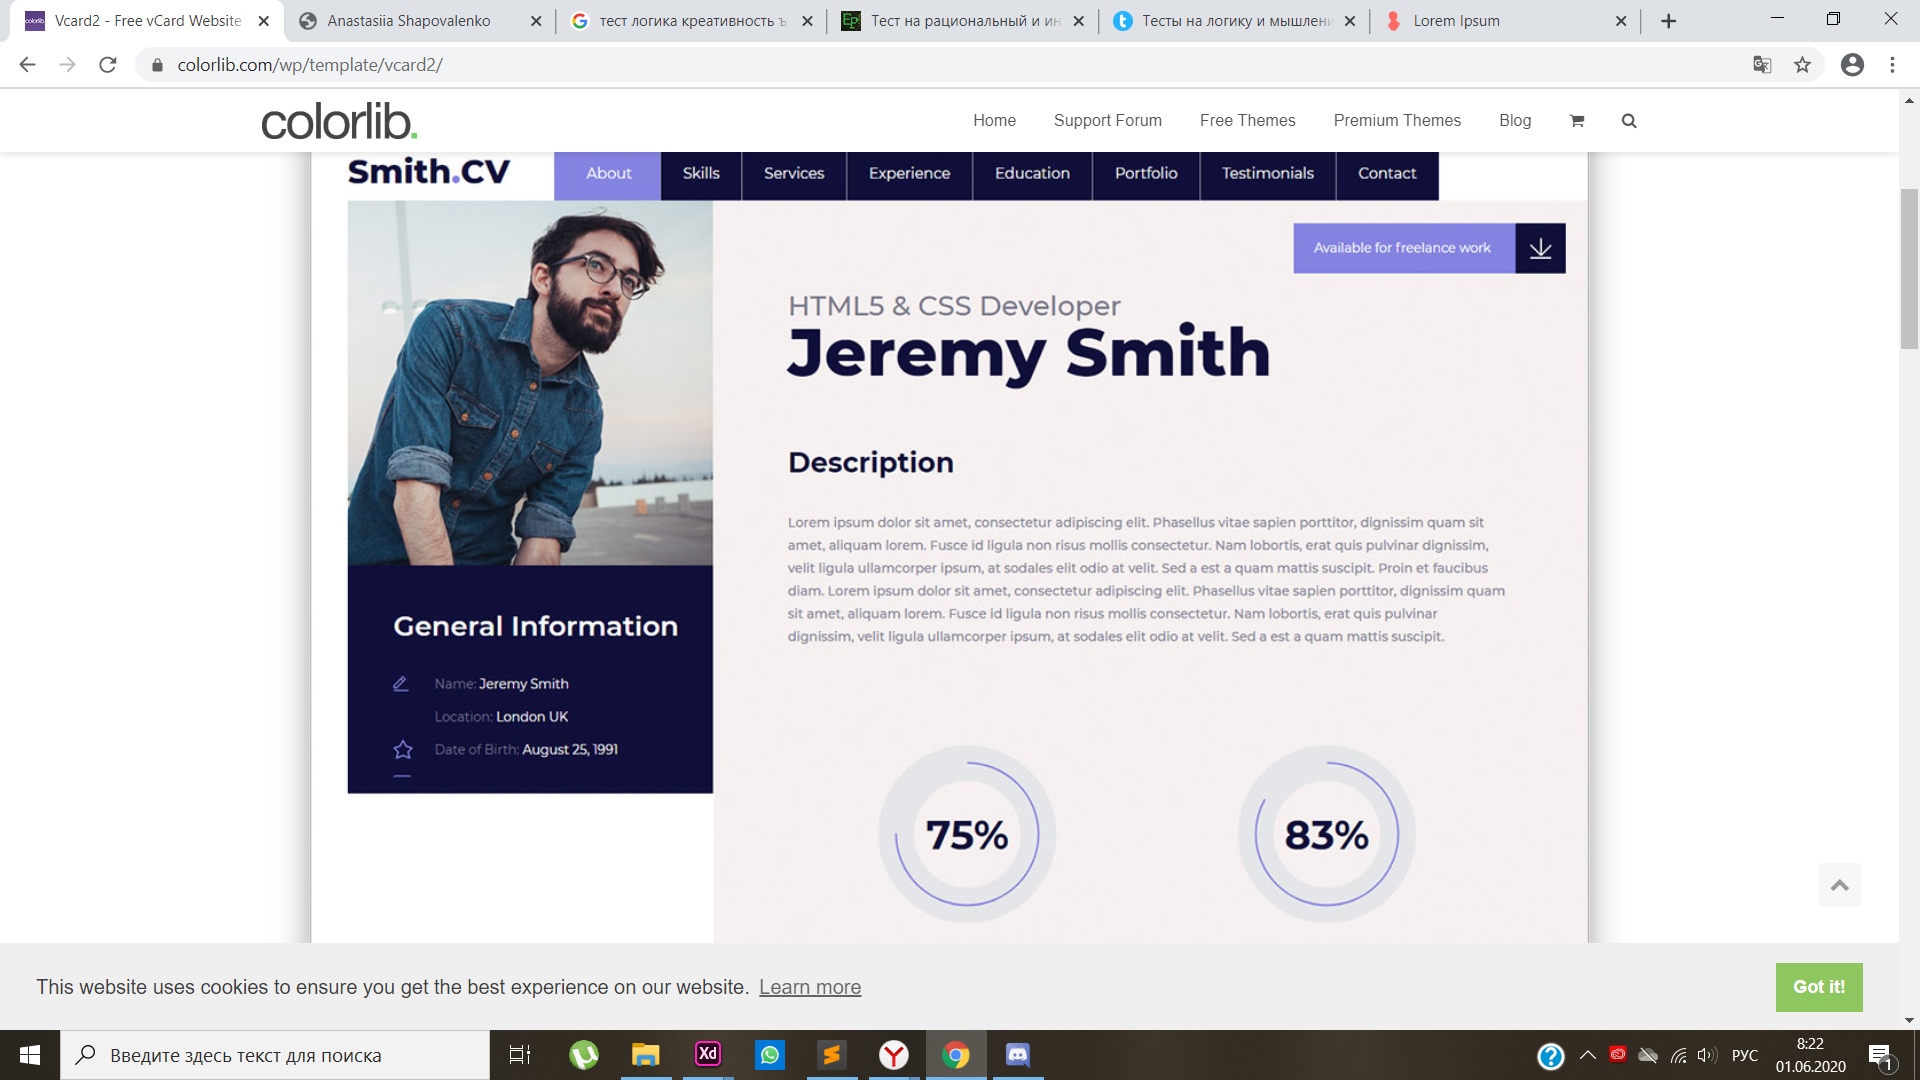 Vcard2 - Free vCard Website
Anastasiia Shapovalenko
тест логика креативность ъ
Тест на рациональный и ин
Тесты на логику и мышлени
Lorem Ipsum
colorlib.com/wp/template/vcard2/
colorlib.
Home
Support Forum
Free Themes
Premium Themes
Blog
Smith.CV
About
Skills
Services
Experience
Education
Portfolio
Testimonials
Contact
Available for freelance work
HTML5 & CSS Developer
Jeremy Smith
Description
Lorem ipsum dolor sit amet, consectetur adipiscing elit. Phasellus vitae sapien porttitor, dignissim quam sit
amet, aliquam lorem. Fusce id ligula non risus mollis consectetur. Nam lobortis, erat quis pulvinar dignissim,
velit ligula ullamcorper ipsum, at sodales elit odio at velit. Sed a est a quam mattis suscipit. Proin et faucibus
diam. Lorem ipsum dolor sit amet, consectetur adipiscing elit. Phasellus vitae sapien porttitor, dignissim quam
sit amet, aliquam lorem. Fusce id ligula non risus mollis consectetur. Nam lobortis, erat quis pulvinar
dignissim, velit ligula ullamcorper ipsum, at sodales elit odio at velit. Sed a est a quam mattis suscipit.
General Information
Name: Jeremy Smith
Location: London UK
Date of Birth: August 25, 1991
75%
83%
This website uses cookies to ensure you get the best experience on our website. Learn more
Got it!
Введите здесь текст для поиска
Xd
РУС
8:22
01.06.2020
1